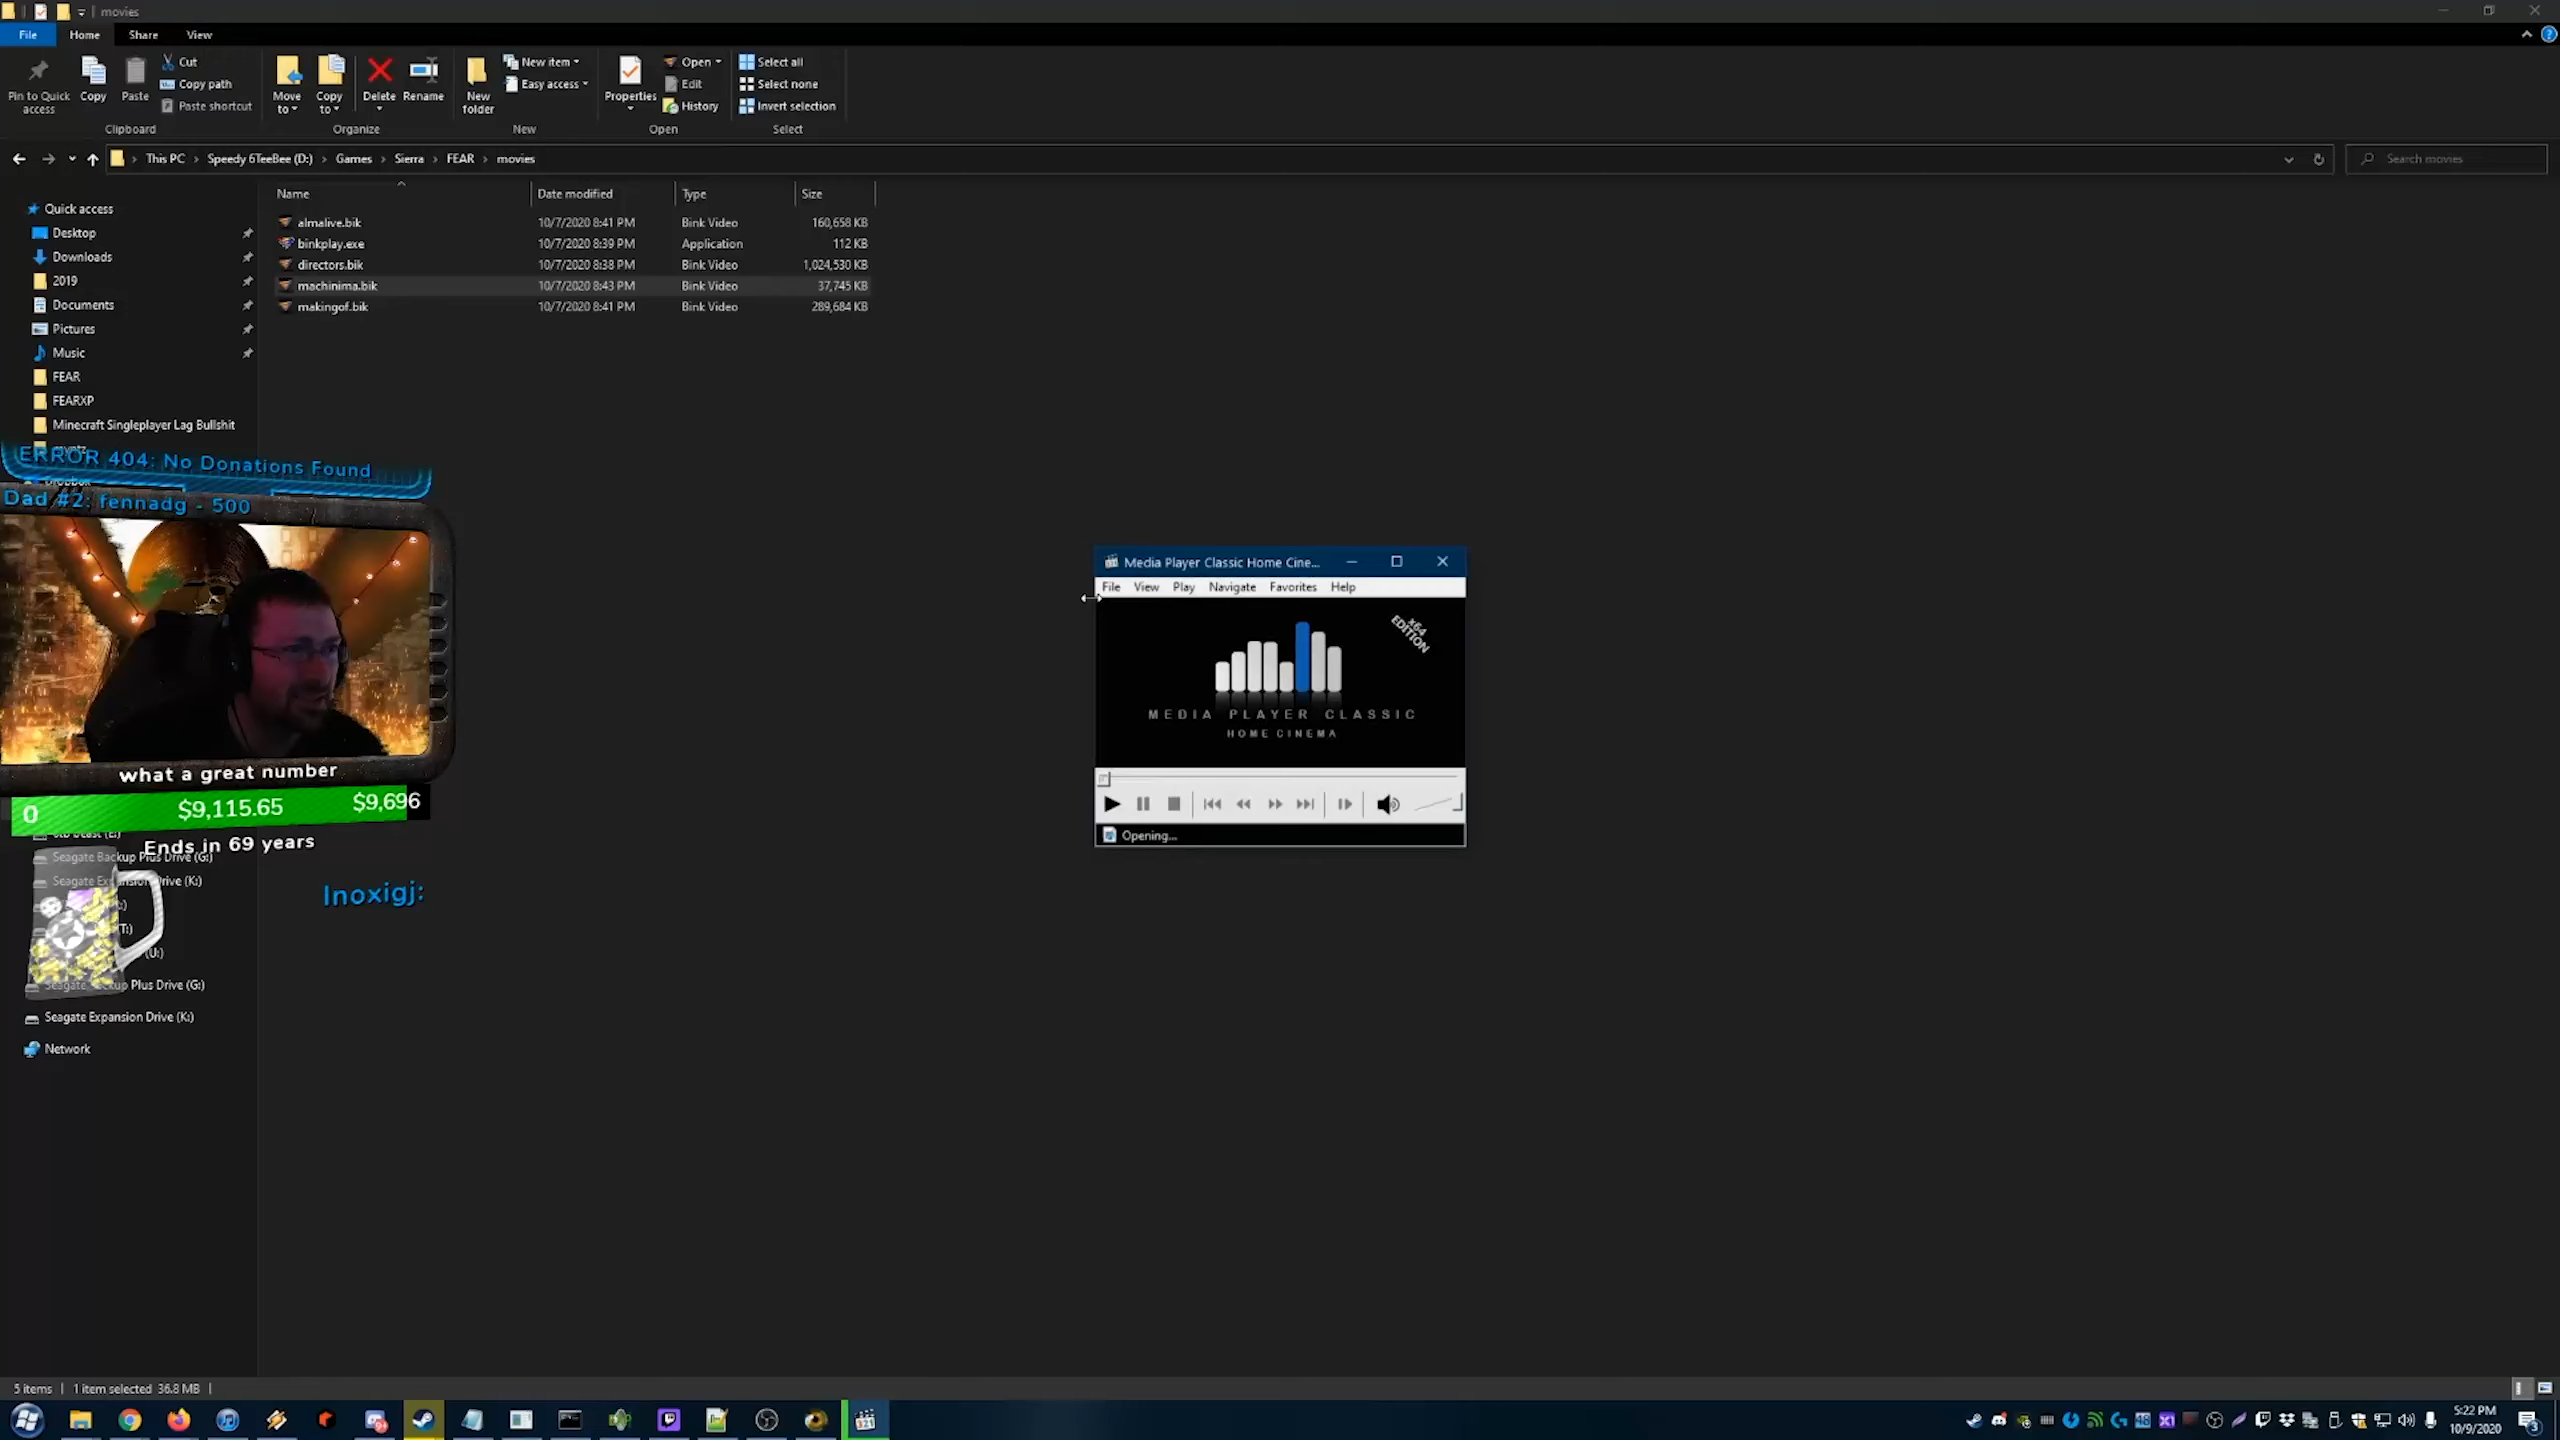 movies
File Home Share View
Pin to Quick access
Copy
Paste
Cut
Copy path
Paste shortcut
Clipboard
Move to
Copy to
Delete
Rename
Organize
New folder
New item
Easy access
New
Properties
Open
Edit
History
Open
Select all
Select none
Invert selection
Select
This PC › Speedy 6TeeBee (D:) › Games › Sierra › FEAR › movies
Search movies
Name Date modified Type Size
almalive.bik 10/7/2020 8:41 PM Bink Video 160,658 KB
binkplay.exe 10/7/2020 8:39 PM Application 112 KB
directors.bik 10/7/2020 8:38 PM Bink Video 1,024,530 KB
machinima.bik 10/7/2020 8:43 PM Bink Video 37,745 KB
makingof.bik 10/7/2020 8:41 PM Bink Video 289,684 KB
Quick access
Desktop
Downloads
2019
Documents
Pictures
Music
FEAR
FEARXP
Minecraft Singleplayer Lag Bullshit
ERROR 404: No Donations Found
Dad #2: fennadg - 500
what a great number
0 $9,115.65 $9,696
Ends in 69 years
Seagate Backup Plus Drive (G:)
Seagate Expansion Drive (K:)
(T:)
(U:)
Seagate Backup Plus Drive (G:)
Seagate Expansion Drive (K:)
Network
Inoxigj:
Media Player Classic Home Cine...
File View Play Navigate Favorites Help
x64 EDITION
MEDIA PLAYER CLASSIC
HOME CINEMA
Opening...
5 items 1 item selected 36.8 MB
5:22 PM
10/9/2020